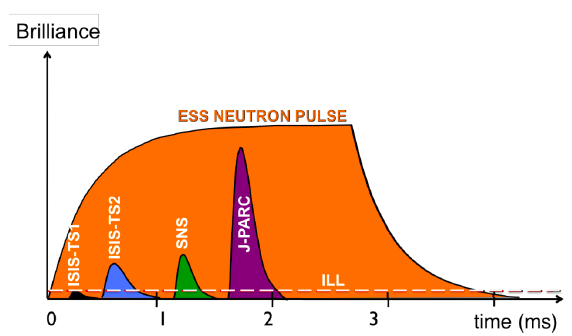 Brilliance
ESS NEUTRON PULSE
ISIS-TS1
ISIS-TS2
SNS
J-PARC
ILL
0 1 2 3 time (ms)